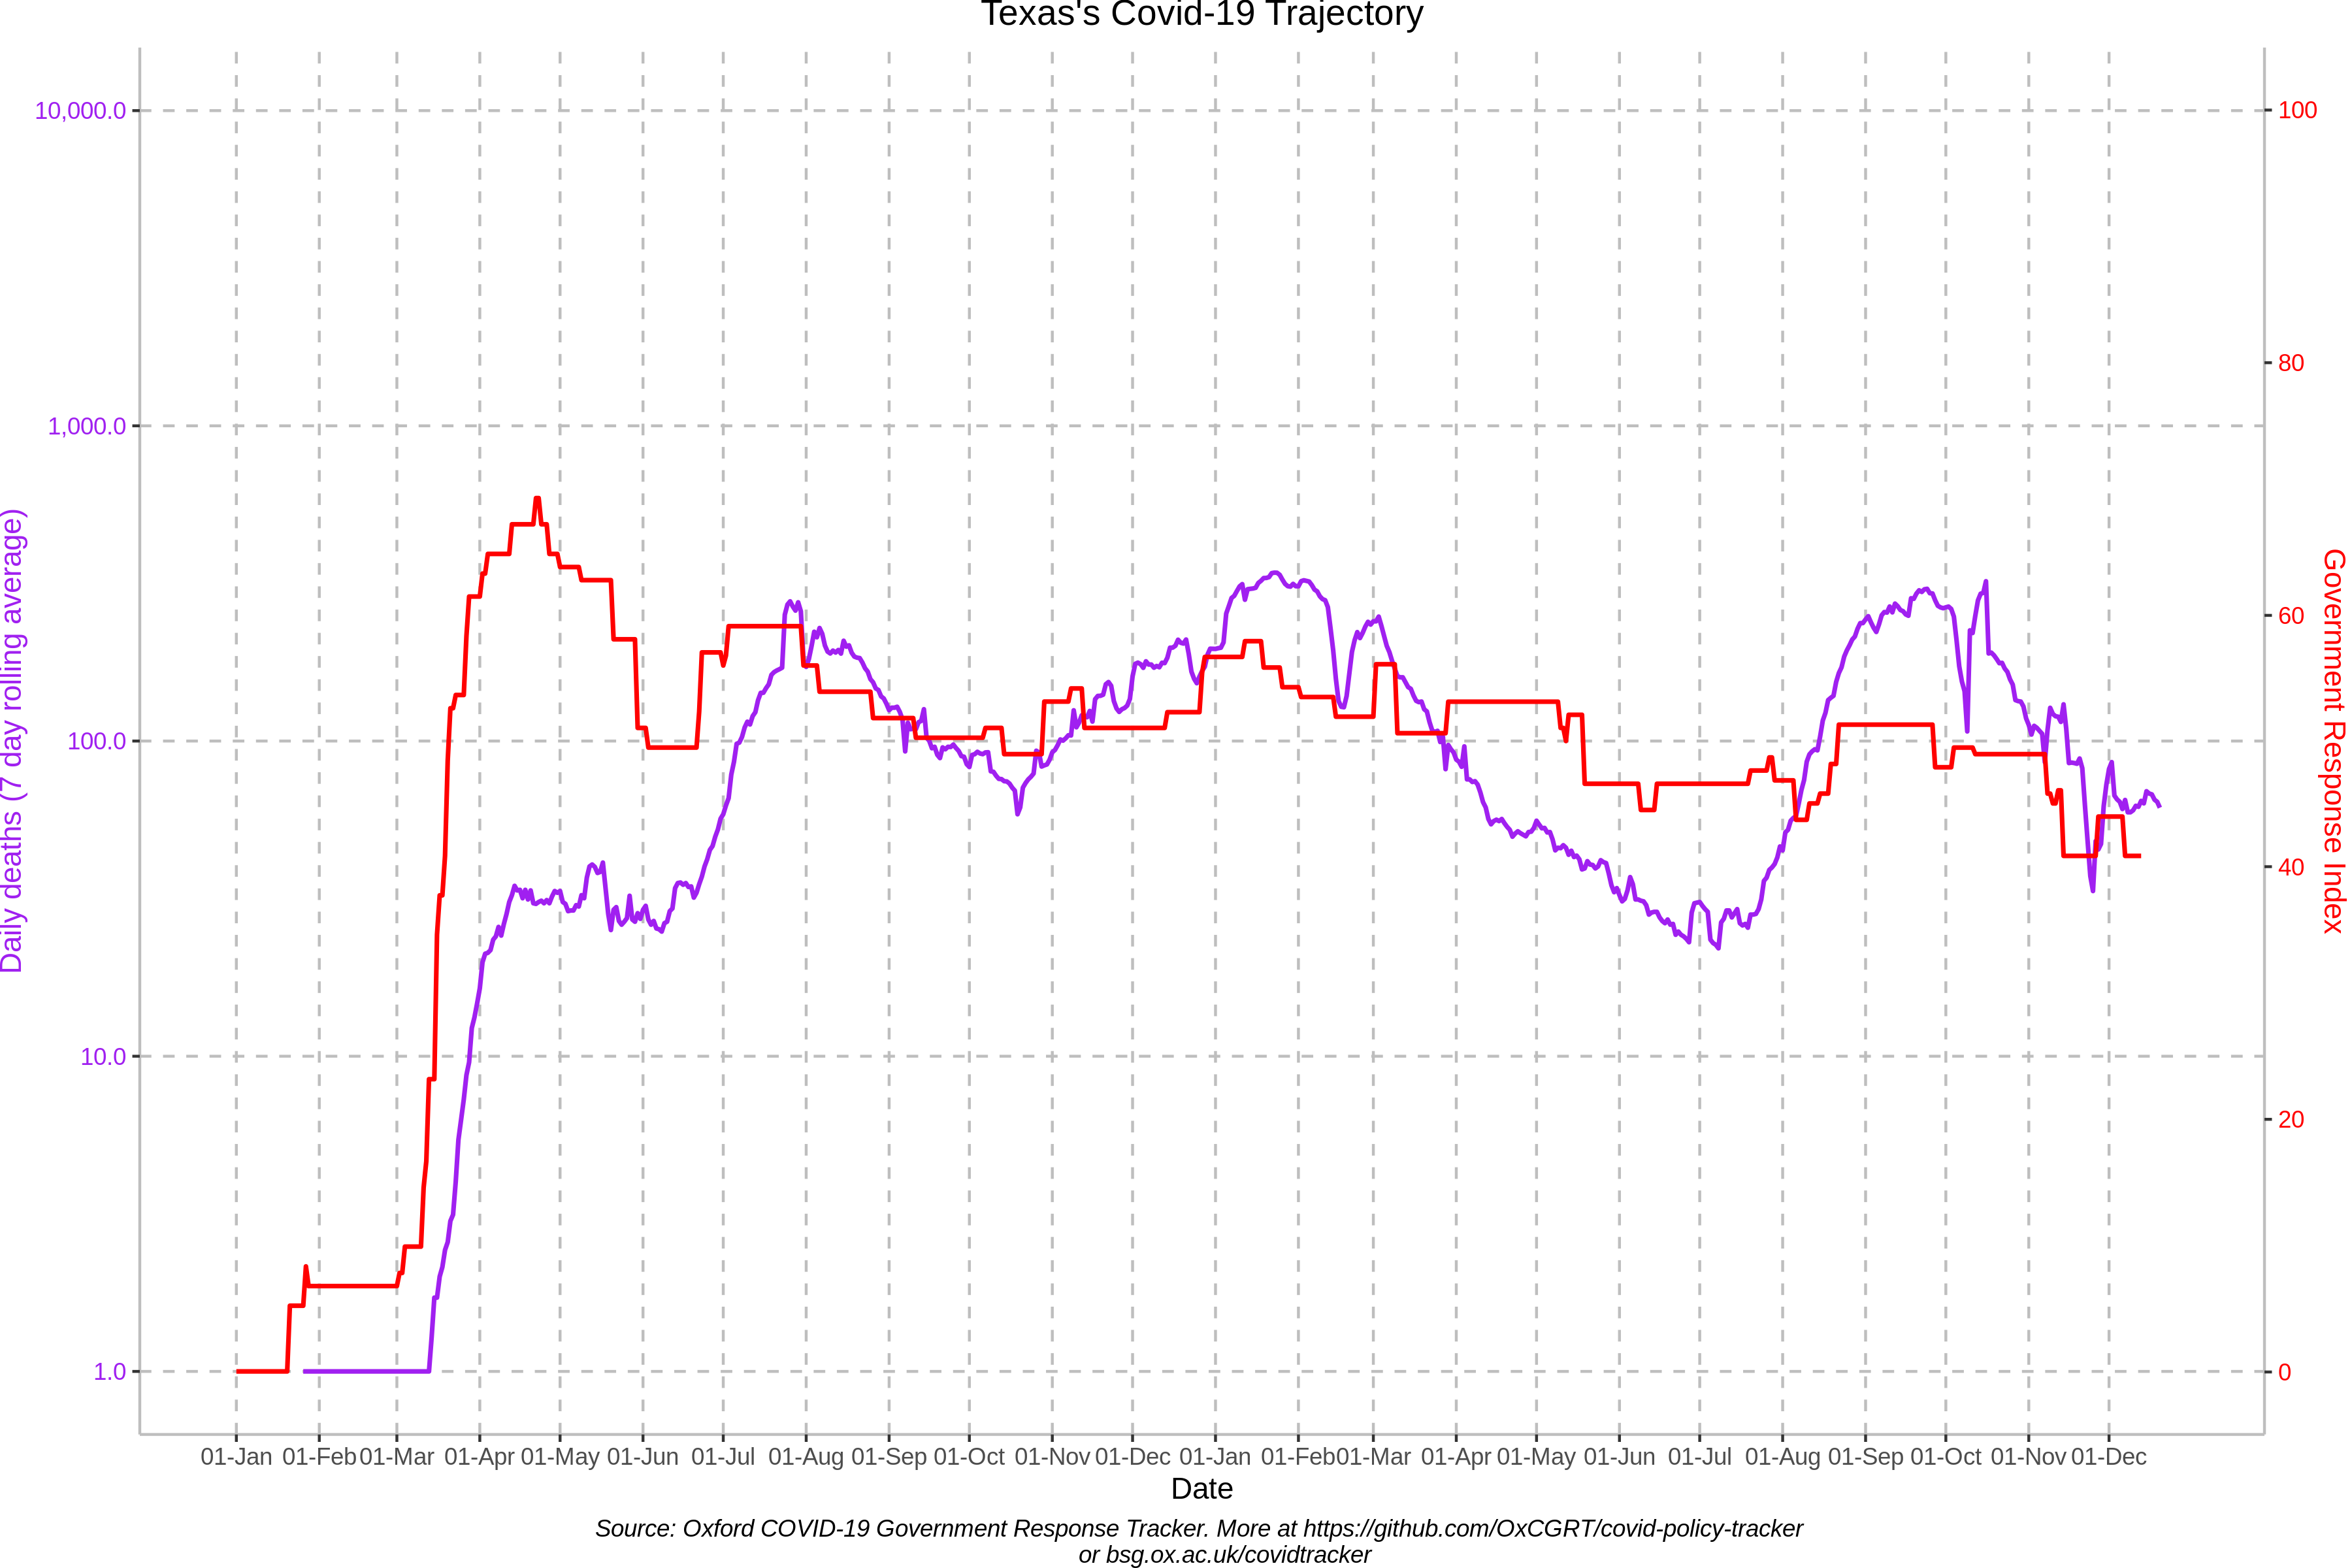 Texas's Covid-19 Trajectory
10,000.0
1,000.0
100.0
10.0
1.0
Daily deaths (7 day rolling average)
100
80
60
40
20
0
Government Response Index
01-Jan 01-Feb 01-Mar 01-Apr 01-May 01-Jun 01-Jul 01-Aug 01-Sep 01-Oct 01-Nov 01-Dec 01-Jan 01-Feb 01-Mar 01-Apr 01-May 01-Jun 01-Jul 01-Aug 01-Sep 01-Oct 01-Nov 01-Dec
Date
Source: Oxford COVID-19 Government Response Tracker. More at https://github.com/OxCGRT/covid-policy-tracker
or bsg.ox.ac.uk/covidtracker